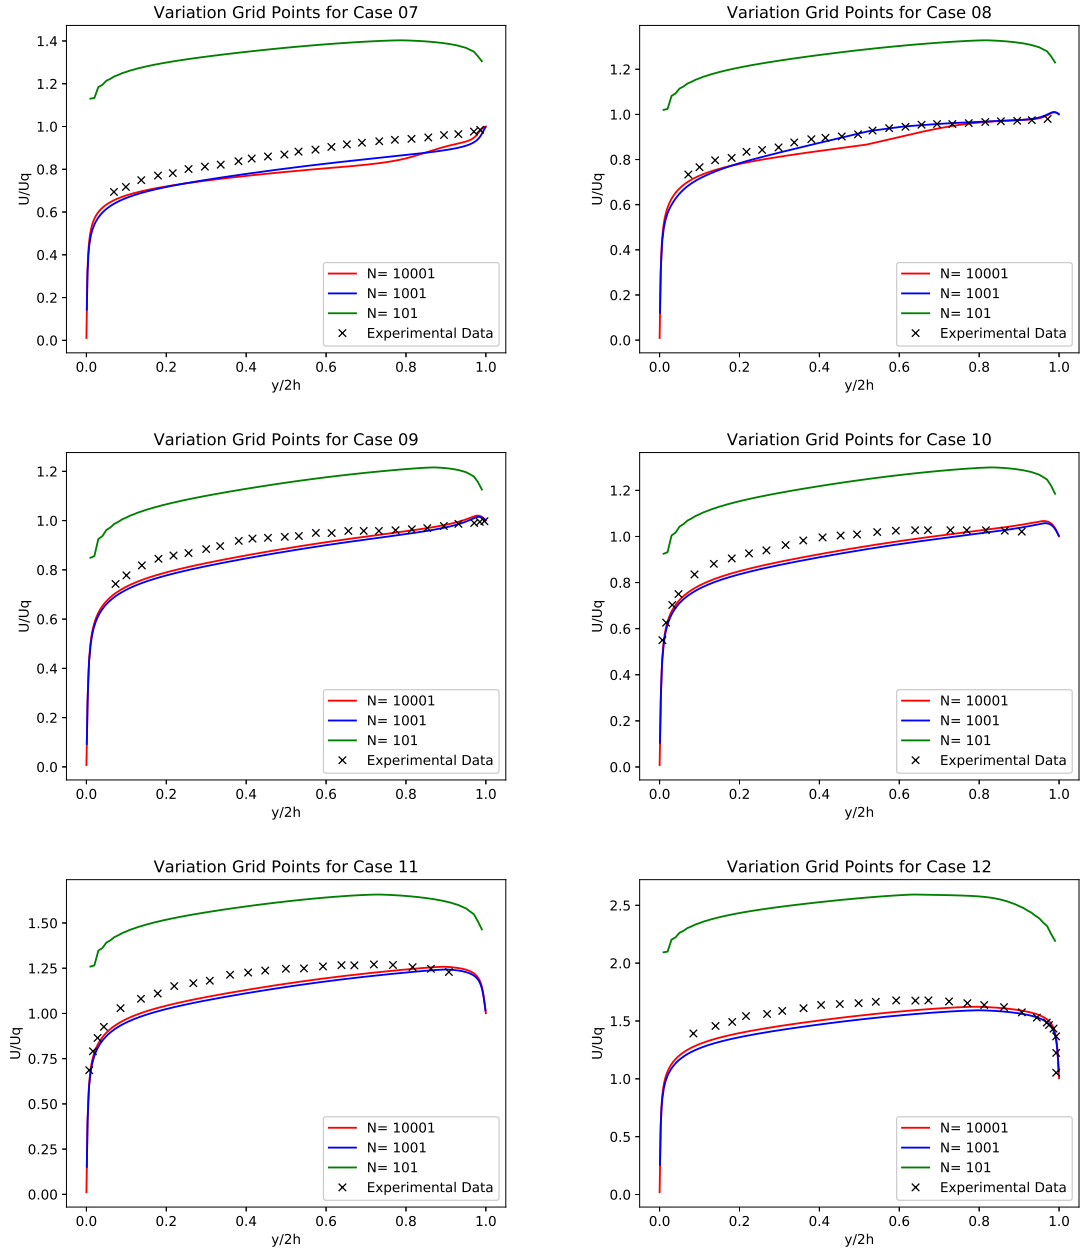 Variation Grid Points for Case 07
1.4
1.2
1.0
0.8
0.6
0.4
0.2
0.0
U/Uq
N= 10001
N= 1001
N= 101
Experimental Data
0.0 0.2 0.4 0.6 0.8 1.0
y/2h
Variation Grid Points for Case 08
1.2
1.0
0.8
0.6
0.4
0.2
0.0
U/Uq
N= 10001
N= 1001
N= 101
Experimental Data
0.0 0.2 0.4 0.6 0.8 1.0
y/2h
Variation Grid Points for Case 09
1.2
1.0
0.8
0.6
0.4
0.2
0.0
U/Uq
N= 10001
N= 1001
N= 101
Experimental Data
0.0 0.2 0.4 0.6 0.8 1.0
y/2h
Variation Grid Points for Case 10
1.2
1.0
0.8
0.6
0.4
0.2
0.0
U/Uq
N= 10001
N= 1001
N= 101
Experimental Data
0.0 0.2 0.4 0.6 0.8 1.0
y/2h
Variation Grid Points for Case 11
1.50
1.25
1.00
0.75
0.50
0.25
0.00
U/Uq
N= 10001
N= 1001
N= 101
Experimental Data
0.0 0.2 0.4 0.6 0.8 1.0
y/2h
Variation Grid Points for Case 12
2.5
2.0
1.5
1.0
0.5
0.0
U/Uq
N= 10001
N= 1001
N= 101
Experimental Data
0.0 0.2 0.4 0.6 0.8 1.0
y/2h